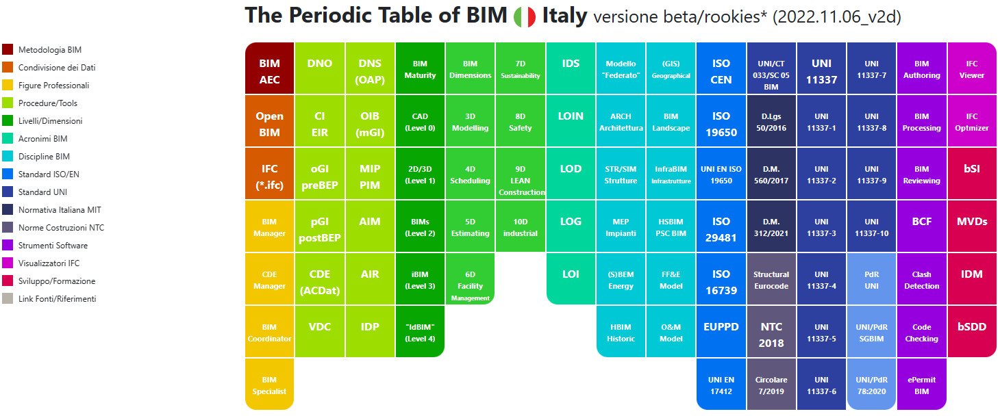 The Periodic Table of BIM Italy versione beta/rookies* (2022.11.06_v2d)
Metodologia BIM
Condivisione dei Dati
Figure Professionali
Procedure/Tools
Livelli/Dimensioni
Acronimi BIM
Discipline BIM
Standard ISO/EN
Standard UNI
Normativa Italiana MIT
Norme Costruzioni NTC
Strumenti Software
Visualizzatori IFC
Sviluppo/Formazione
Link Fonti/Riferimenti
BIM
AEC
DNO
DNS
(OAP)
BIM
Maturity
BIM
Dimensions
7D
Sustainability
IDS
Modello
"Federato"
(GIS)
Geographical
ISO
CEN
UNI/CT
033/SC 05
BIM
UNI
11337
UNI
11337-7
BIM
Authoring
IFC
Viewer
Open
BIM
CI
EIR
OIB
(mGI)
CAD
(Level 0)
3D
Modelling
8D
Safety
LOIN
ARCH
Architettura
BIM
Landscape
ISO
19650
D.Lgs
50/2016
UNI
11337-1
UNI
11337-8
BIM
Processing
IFC
Optmizer
IFC
(*.ifc)
oGI
preBEP
MIP
PIM
2D/3D
(Level 1)
4D
Scheduling
9D
LEAN
Construction
LOD
STR/SIM
Strutture
InfraBIM
Infrastrutture
UNI EN ISO
19650
D.M.
560/2017
UNI
11337-2
UNI
11337-9
BIM
Reviewing
bSI
BIM
Manager
pGI
postBEP
AIM
BIMs
(Level 2)
5D
Estimating
10D
industrial
LOG
MEP
Impianti
HSBIM
PSC BIM
ISO
29481
D.M.
312/2021
UNI
11337-3
UNI
11337-10
BCF
MVDs
CDE
Manager
CDE
(ACDat)
AIR
iBIM
(Level 3)
6D
Facility
Management
LOI
(S)BEM
Energy
FF&E
Model
ISO
16739
Structural
Eurocode
UNI
11337-4
PdR
UNI
Clash
Detection
IDM
BIM
Coordinator
VDC
IDP
"IdBIM"
(Level 4)
HBIM
Historic
O&M
Model
EUPPD
NTC
2018
UNI
11337-5
UNI/PdR
SGBIM
Code
Checking
bSDD
BIM
Specialist
UNI EN
17412
Circolare
7/2019
UNI
11337-6
UNI/PdR
78:2020
ePermit
BIM